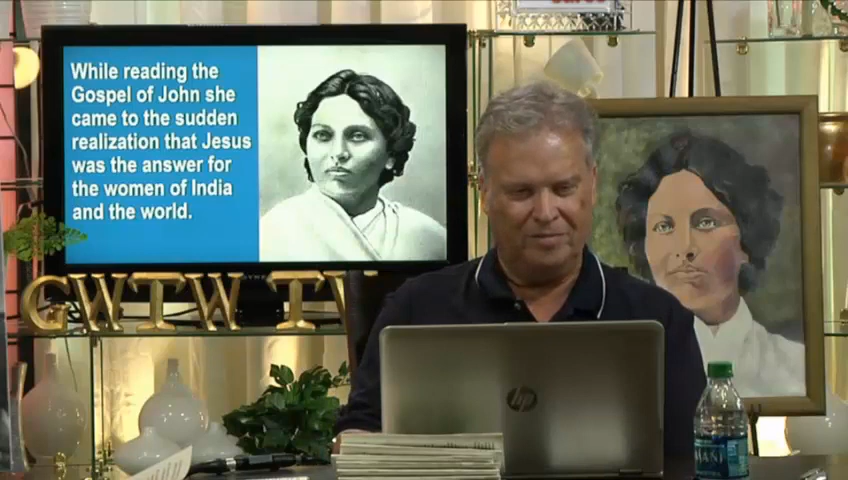 While reading the
Gospel of John she
came to the sudden
realization that Jesus
was the answer for
the women of India
and the world.
GWTW TV
hp